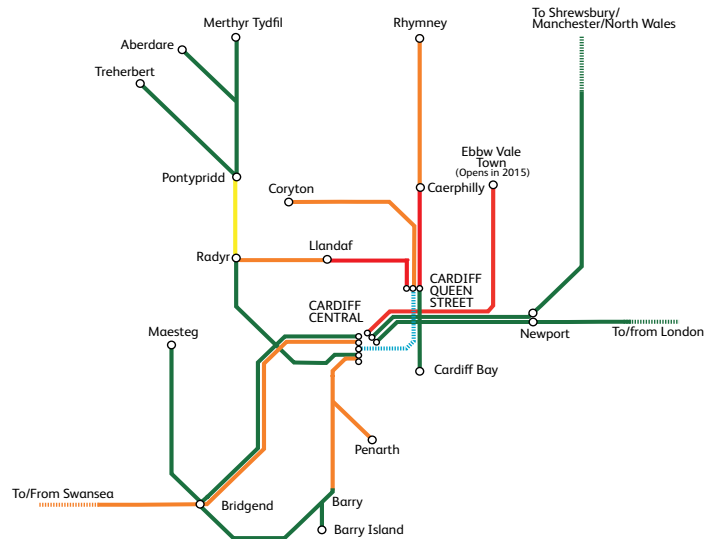 To Shrewsbury/
Manchester/North Wales
Merthyr Tydfil
Rhymney
Aberdare
Treherbert
Ebbw Vale
Town
(Opens in 2015)
Pontypridd
Coryton
Caerphilly
Llandaf
Radyr
CARDIFF
QUEEN
STREET
CARDIFF
CENTRAL
Maesteg
Newport
To/from London
Cardiff Bay
Penarth
To/From Swansea
Bridgend
Barry
Barry Island